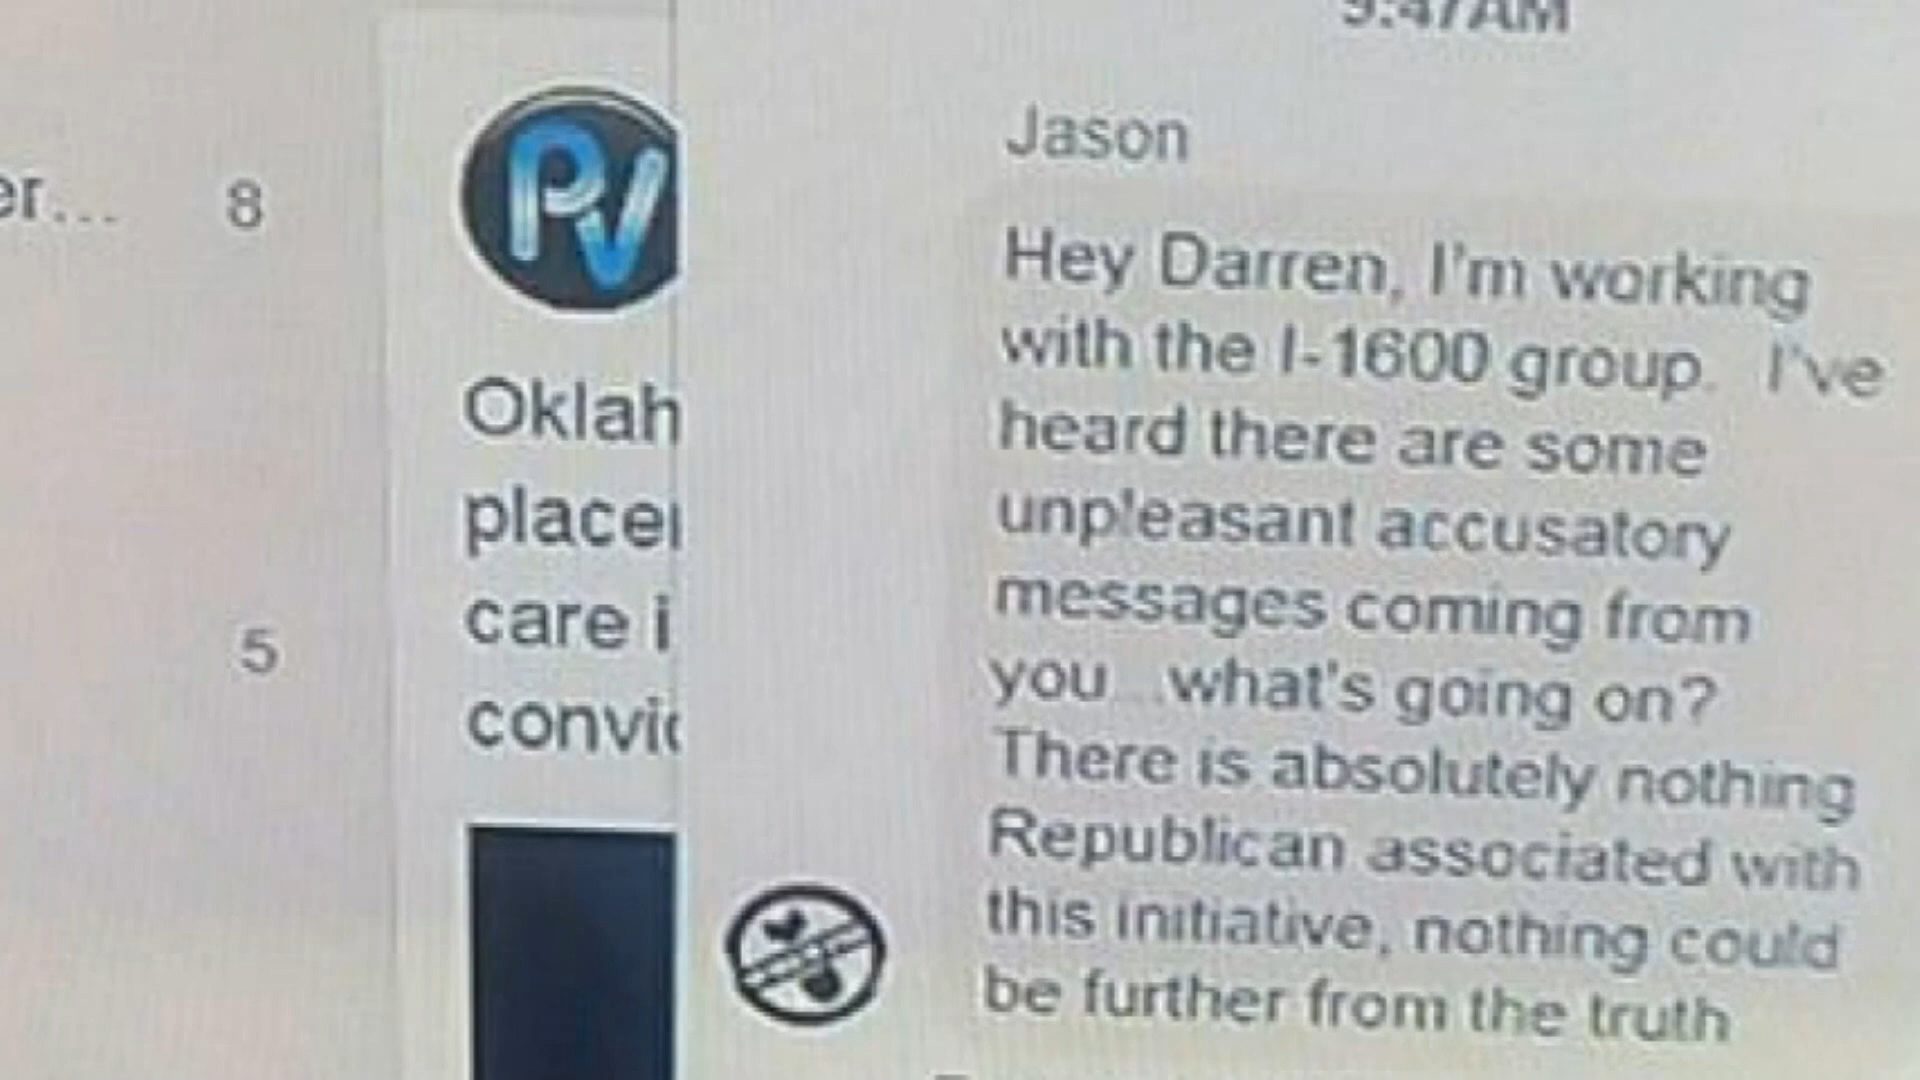 9:47AM
er... 8
5
PV
Oklah
place
care i
convi
Jason
Hey Darren, I'm working
with the I-1600 group. I've
heard there are some
unpleasant accusatory
messages coming from
you...what's going on?
There is absolutely nothing
Republican associated with
this initiative, nothing could
be further from the truth